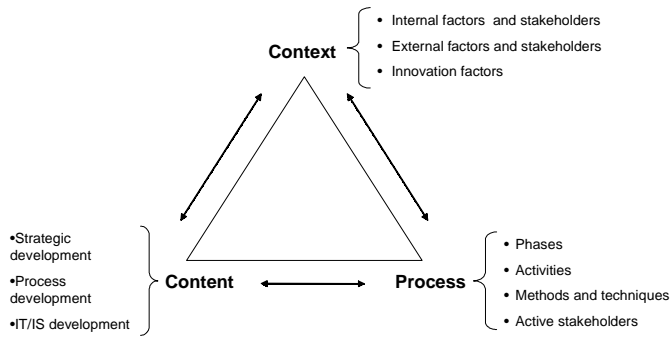 • Internal factors and stakeholders
Context
• External factors and stakeholders
• Innovation factors
•Strategic
development
•Process
development
•IT/IS development
Content
Process
• Phases
• Activities
• Methods and techniques
• Active stakeholders